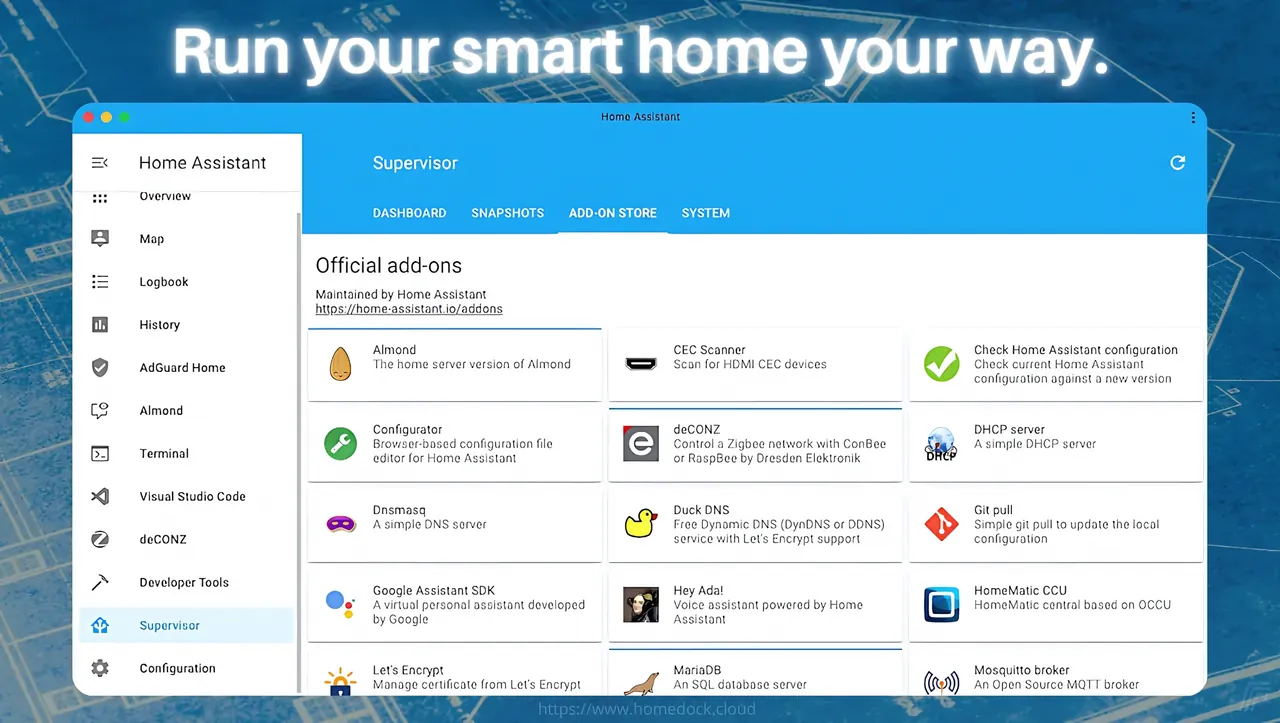 Run your smart home your way.
Home Assistant
Home Assistant
Overview
Map
Logbook
History
AdGuard Home
Almond
Terminal
Visual Studio Code
deCONZ
Developer Tools
Supervisor
Configuration
Supervisor
DASHBOARD SNAPSHOTS ADD-ON STORE SYSTEM
Official add-ons
Maintained by Home Assistant
https://home-assistant.io/addons
Almond
The home server version of Almond
CEC Scanner
Scan for HDMI CEC devices
Check Home Assistant configuration
Check current Home Assistant
configuration against a new version
Configurator
Browser-based configuration file
editor for Home Assistant
deCONZ
Control a Zigbee network with ConBee
or RaspBee by Dresden Elektronik
DHCP
DHCP server
A simple DHCP server
Dnsmasq
A simple DNS server
Duck DNS
Free Dynamic DNS (DynDNS or DDNS)
service with Let's Encrypt support
Git pull
Simple git pull to update the local
configuration
Google Assistant SDK
A virtual personal assistant developed
by Google
Hey Ada!
Voice assistant powered by Home
Assistant
HomeMatic CCU
HomeMatic central based on OCCU
Let's Encrypt
Manage certificate from Let's Encrypt
MariaDB
An SQL database server
Mosquitto broker
An Open Source MQTT broker
https://www.homedock.cloud